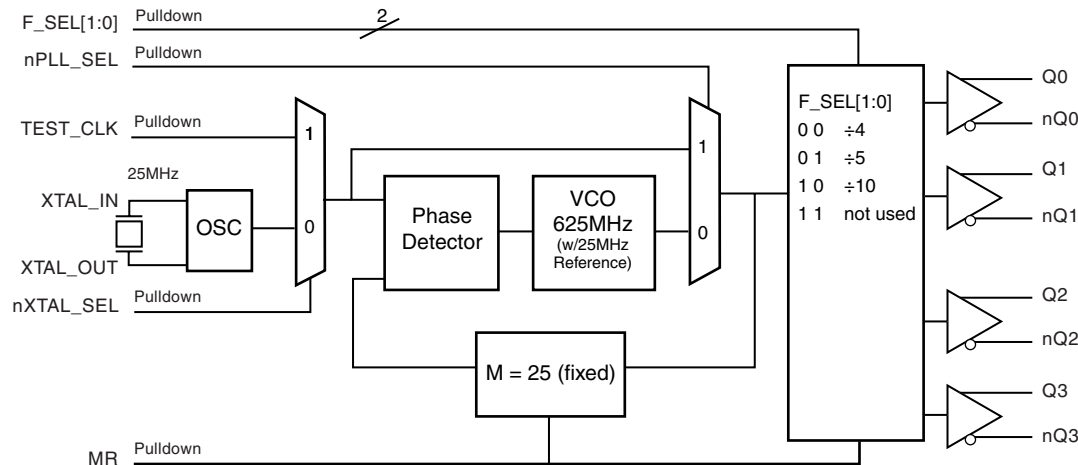 F_SEL[1:0] Pulldown 2
nPLL_SEL Pulldown
TEST_CLK Pulldown
25MHz
XTAL_IN
OSC
XTAL_OUT
nXTAL_SEL Pulldown
1
0
Phase
Detector
VCO
625MHz
(w/25MHz
Reference)
1
0
M = 25 (fixed)
MR Pulldown
F_SEL[1:0]
0 0 ÷4
0 1 ÷5
1 0 ÷10
1 1 not used
Q0
nQ0
Q1
nQ1
Q2
nQ2
Q3
nQ3